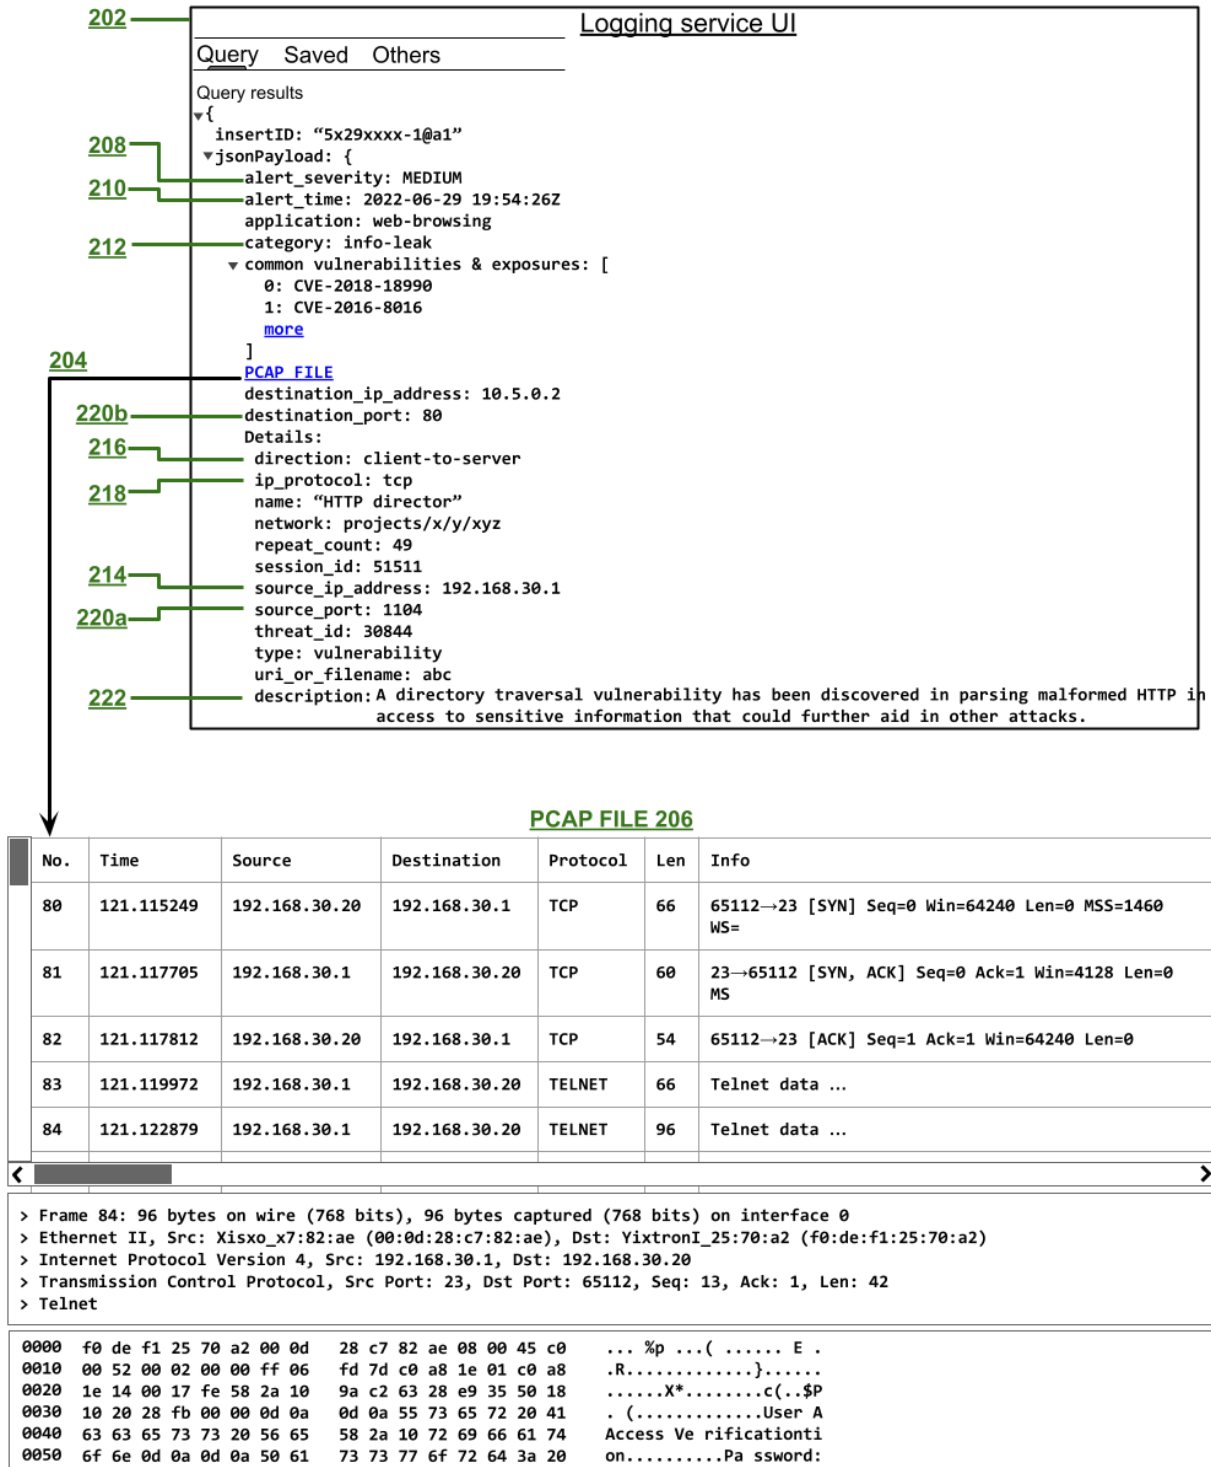 202
Logging service UI
Query Saved Others
Query results
▼{
insertID: “5x29xxxx-1@a1”
208
▼jsonPayload: {
alert_severity: MEDIUM
210
alert_time: 2022-06-29 19:54:26Z
application: web-browsing
212
category: info-leak
▼ common vulnerabilities & exposures: [
0: CVE-2018-18990
1: CVE-2016-8016
more
]
204
PCAP FILE
destination_ip_address: 10.5.0.2
220b
destination_port: 80
Details:
216
direction: client-to-server
ip_protocol: tcp
218
name: “HTTP director”
network: projects/x/y/xyz
repeat_count: 49
session_id: 51511
214
source_ip_address: 192.168.30.1
220a
source_port: 1104
threat_id: 30844
type: vulnerability
uri_or_filename: abc
222
description: A directory traversal vulnerability has been discovered in parsing malformed HTTP in
access to sensitive information that could further aid in other attacks.
PCAP FILE 206
No. Time Source Destination Protocol Len Info
80 121.115249 192.168.30.20 192.168.30.1 TCP 66 65112→23 [SYN] Seq=0 Win=64240 Len=0 MSS=1460
WS=
81 121.117705 192.168.30.1 192.168.30.20 TCP 60 23→65112 [SYN, ACK] Seq=0 Ack=1 Win=4128 Len=0
MS
82 121.117812 192.168.30.20 192.168.30.1 TCP 54 65112→23 [ACK] Seq=1 Ack=1 Win=64240 Len=0
83 121.119972 192.168.30.1 192.168.30.20 TELNET 66 Telnet data ...
84 121.122879 192.168.30.1 192.168.30.20 TELNET 96 Telnet data ...
> Frame 84: 96 bytes on wire (768 bits), 96 bytes captured (768 bits) on interface 0
> Ethernet II, Src: Xisxo_x7:82:ae (00:0d:28:c7:82:ae), Dst: YixtronI_25:70:a2 (f0:de:f1:25:70:a2)
> Internet Protocol Version 4, Src: 192.168.30.1, Dst: 192.168.30.20
> Transmission Control Protocol, Src Port: 23, Dst Port: 65112, Seq: 13, Ack: 1, Len: 42
> Telnet
0000 f0 de f1 25 70 a2 00 0d 28 c7 82 ae 08 00 45 c0 ... %p ...( ...... E .
0010 00 52 00 02 00 00 ff 06 fd 7d c0 a8 1e 01 c0 a8 .R.............}......
0020 1e 14 00 17 fe 58 2a 10 9a c2 63 28 e9 35 50 18 ......X*........c(..$P
0030 10 20 28 fb 00 00 0d 0a 0d 0a 55 73 65 72 20 41 . (.............User A
0040 63 63 65 73 73 20 56 65 58 2a 10 72 69 66 61 74 Access Ve rificationti
0050 6f 6e 0d 0a 0d 0a 50 61 73 73 77 6f 72 64 3a 20 on..........Pa ssword: